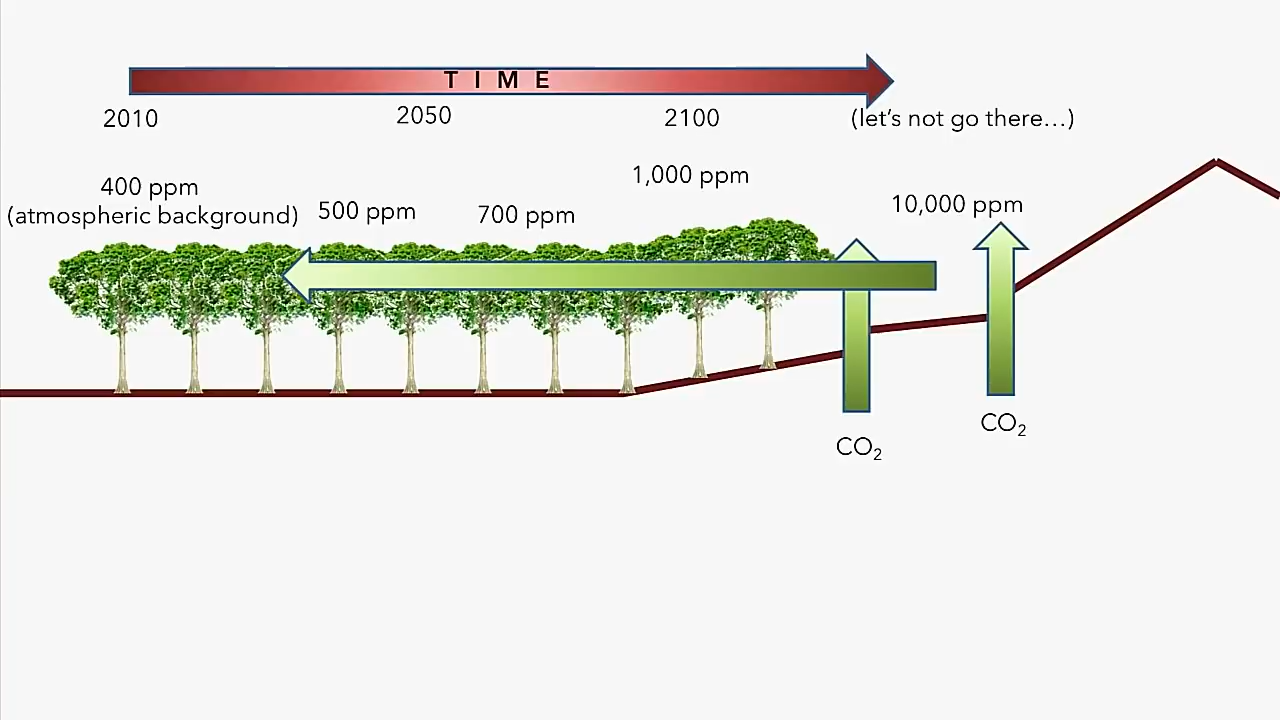 T I M E
2010
2050
2100
(let’s not go there…)
400 ppm
(atmospheric background)
500 ppm
700 ppm
1,000 ppm
10,000 ppm
CO₂
CO₂